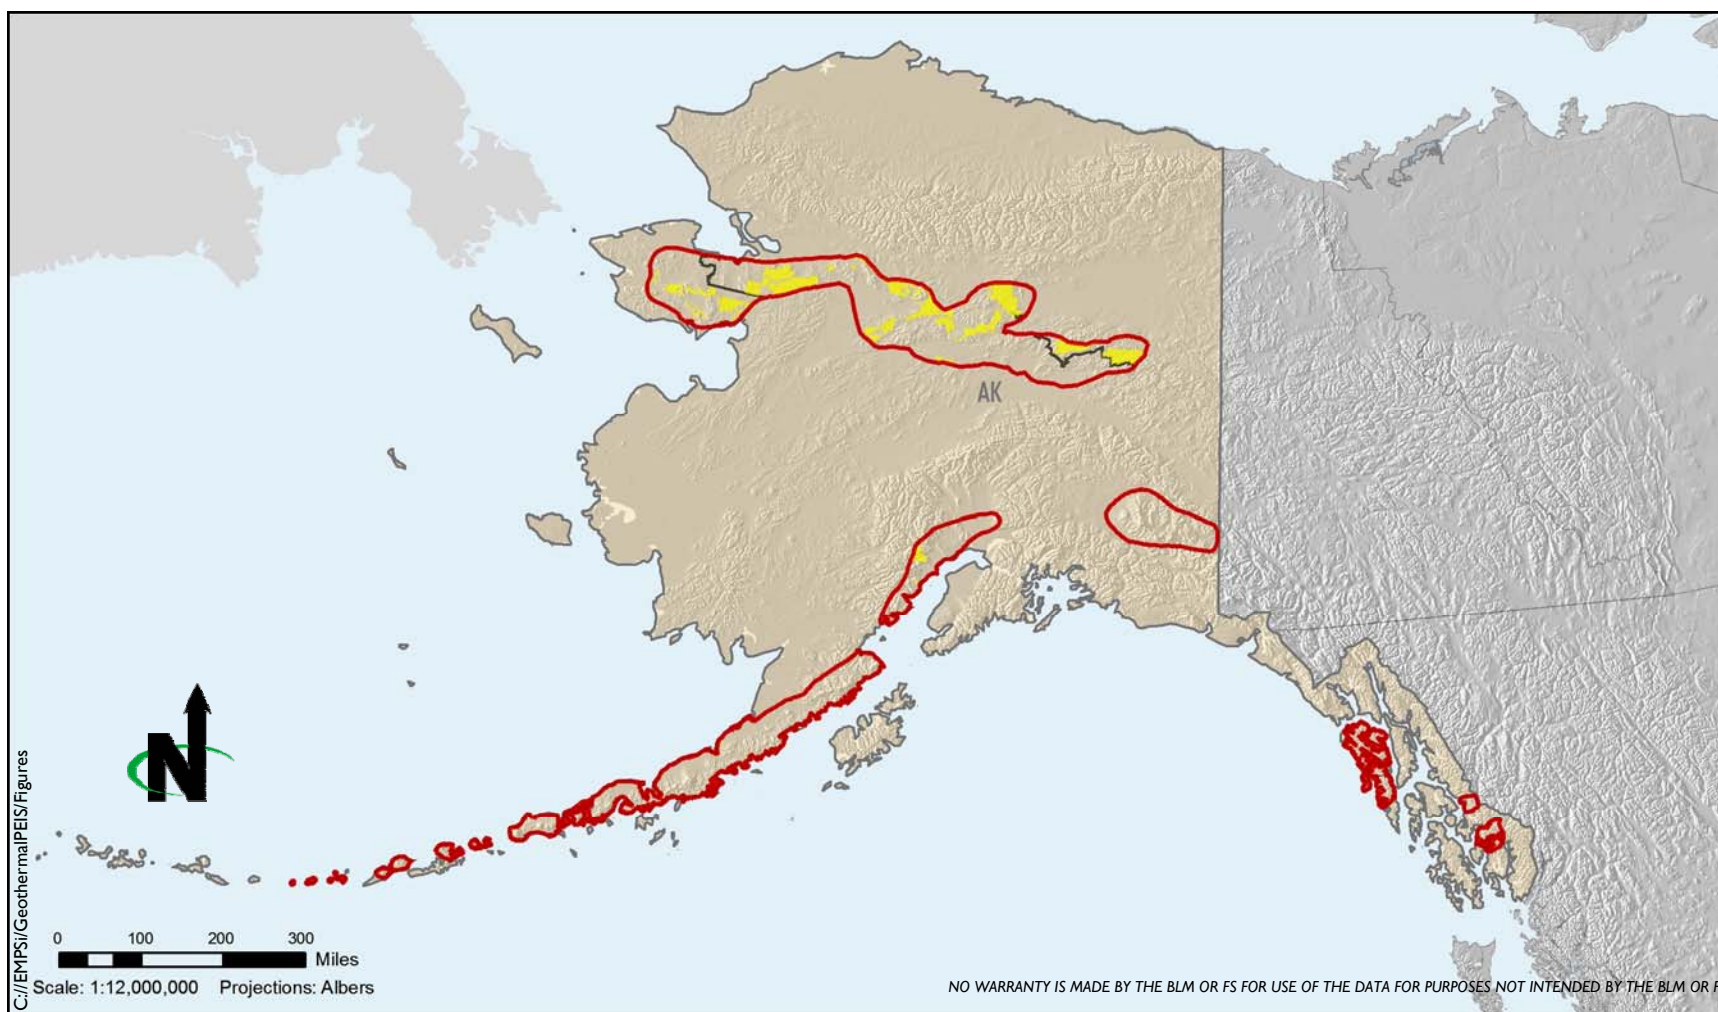 AK
N
C://EMPSi/GeothermalPEIS/Figures
0 100 200 300
Miles
Scale: 1:12,000,000 Projections: Albers
NO WARRANTY IS MADE BY THE BLM OR FS FOR USE OF THE DATA FOR PURPOSES NOT INTENDED BY THE BLM OR